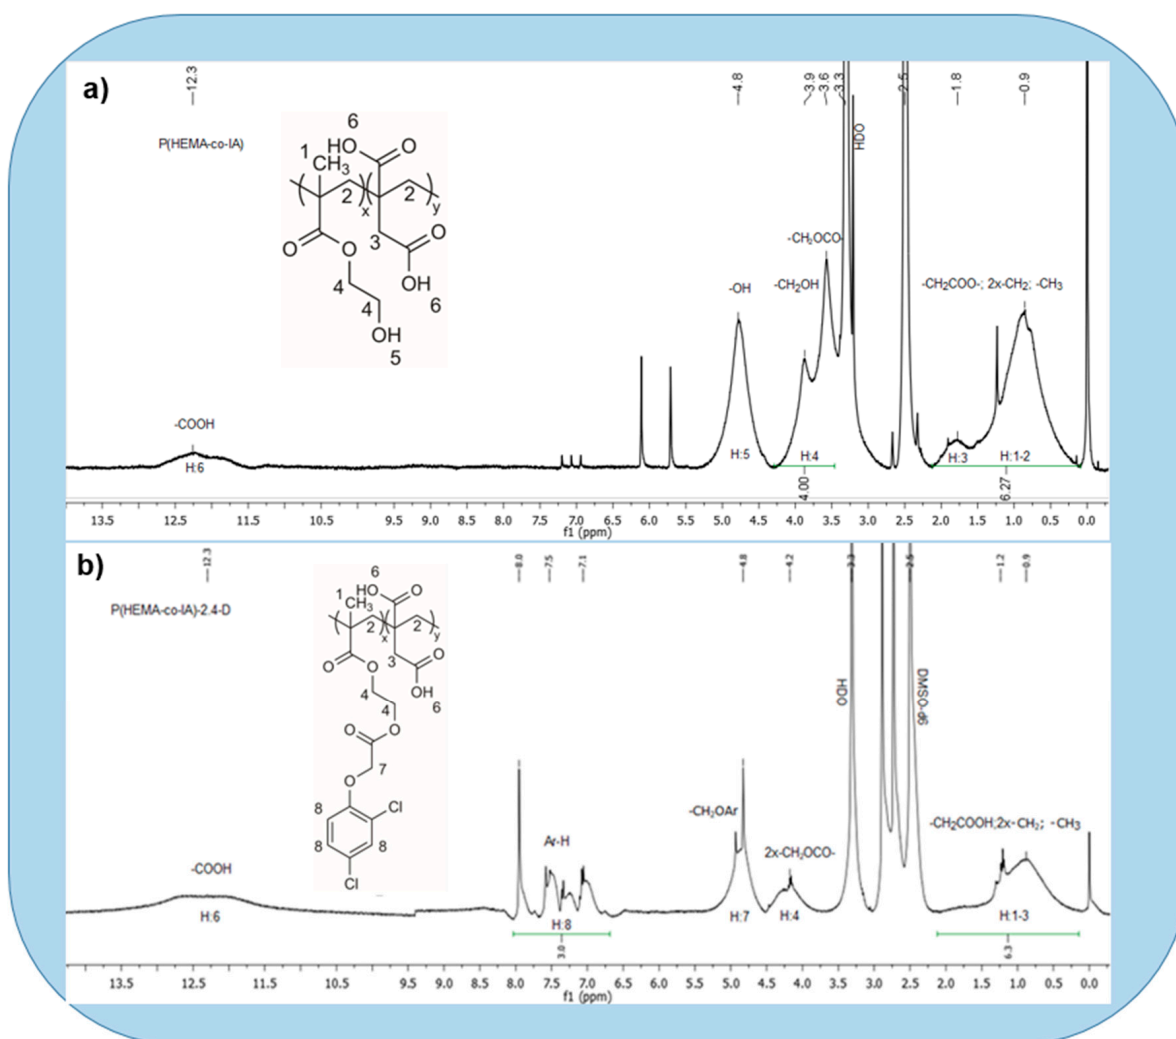 a)
—12.3
—4.8
3.9
3.6
3.3
2.5
—1.8
—0.9
P(HEMA-co-IA)
6
HO
O
1
CH₃
2
2
x
y
O
O
3
O
OH
4
6
4
OH
5
HDO
-CH₂OCO-
-OH
-CH₂OH
-CH₂COO-; 2x-CH₂; -CH₃
-COOH
H:6
H:5
H:4
H:3
H:1-2
4.00
6.27
13.5 12.5 11.5 10.5 9.5 9.0 8.5 8.0 7.5 7.0 6.5 6.0 5.5 5.0 4.5 4.0 3.5 3.0 2.5 2.0 1.5 1.0 0.5 0.0
f1 (ppm)
b)
—12.3
—8.0
—7.5
—7.1
—4.8
—4.2
—3.3
—2.5
—1.2
—0.9
P(HEMA-co-IA)-2.4-D
6
HO
O
1
CH₃
2
2
x
y
O
O
3
O
OH
4
6
4
O
O
7
O
8
Cl
8
8
Cl
HDO
DMSO-d6
-CH₂OAr
-CH₂COOH;2x-CH₂; -CH₃
Ar-H
2x-CH₂OCO-
-COOH
H:6
H:8
H:7
H:4
H:1-3
3.0
6.3
13.5 12.5 11.5 10.5 9.5 9.0 8.5 8.0 7.5 7.0 6.5 6.0 5.5 5.0 4.5 4.0 3.5 3.0 2.5 2.0 1.5 1.0 0.5 0.0
f1 (ppm)